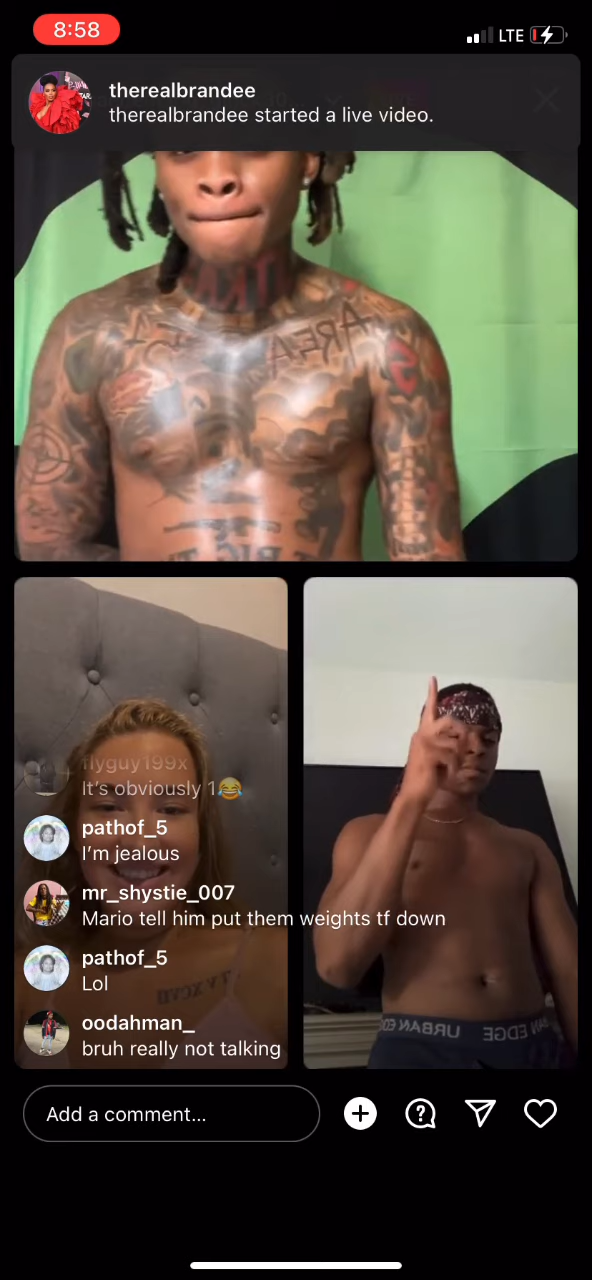 8:58
LTE
therealbrandee
therealbrandee started a live video.
AREA
flyguy199x
It's obviously 1😂
pathof_5
I'm jealous
mr_shystie_007
Mario tell him put them weights tf down
pathof_5
Lol
oodahman_
bruh really not talking
URBAN EDGE
Add a comment...